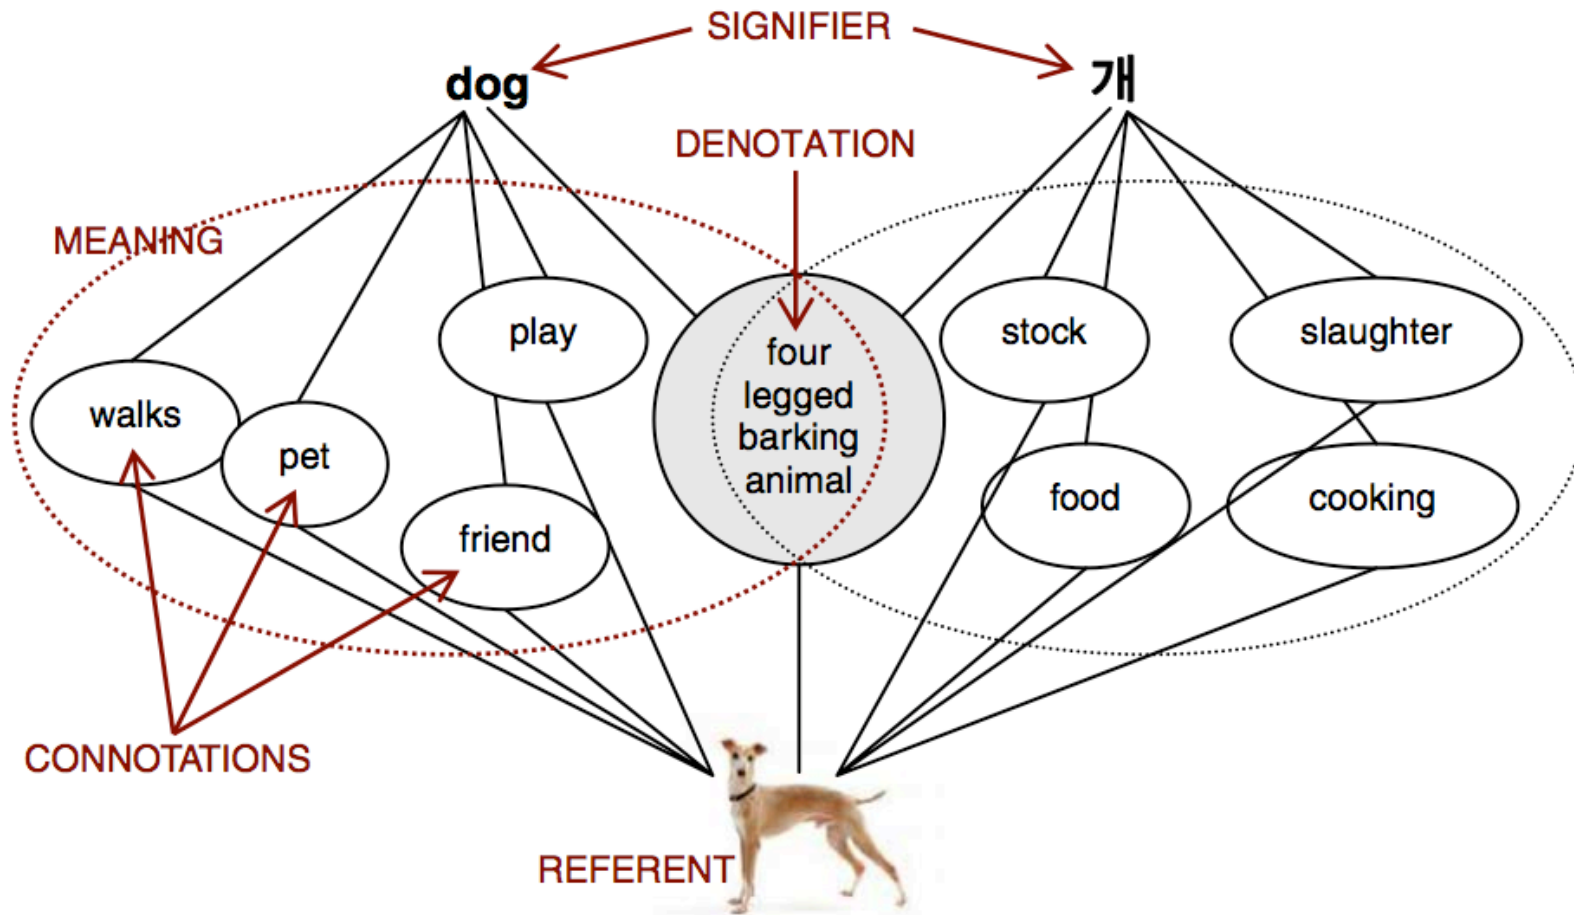 SIGNIFIER
dog
개
DENOTATION
MEANING
play
four
legged
barking
animal
stock
slaughter
walks
pet
friend
food
cooking
CONNOTATIONS
REFERENT